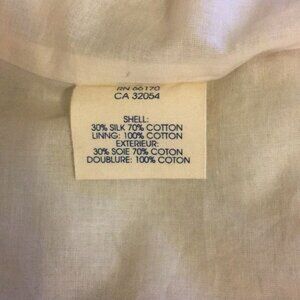 RN 66170
CA 32054
SHELL:
30% SILK 70% COTTON
LINNG: 100% COTTON
EXTERIEUR:
30% SOIE 70% COTON
DOUBLURE: 100% COTON